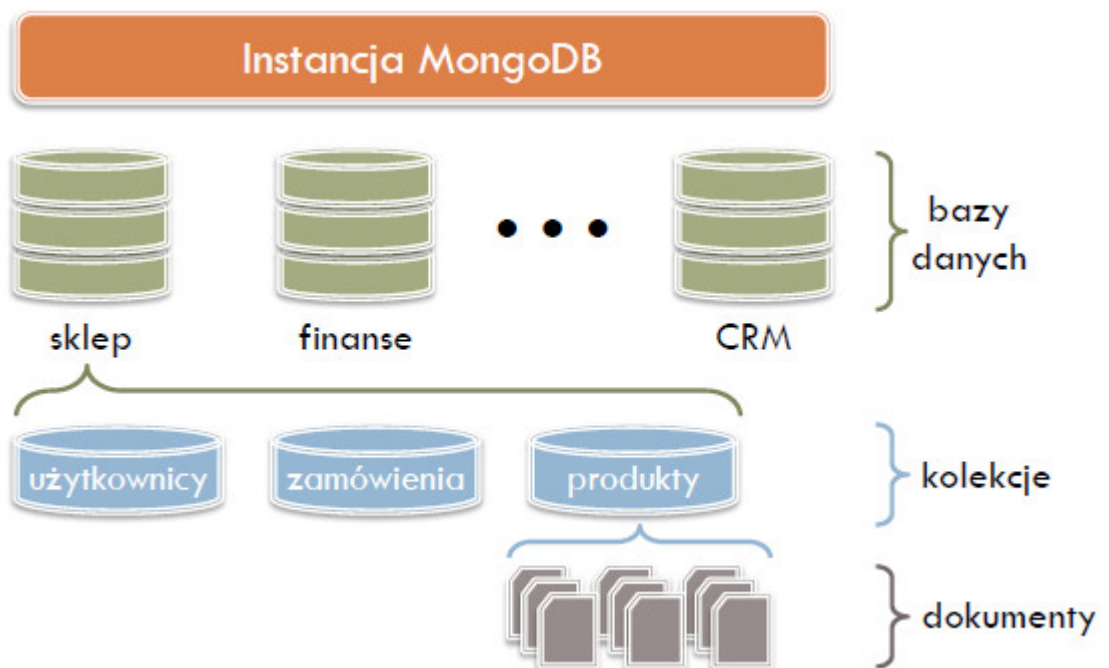 Instancja MongoDB
bazy
danych
sklep
finanse
CRM
użytkownicy
zamówienia
produkty
kolekcje
dokumenty